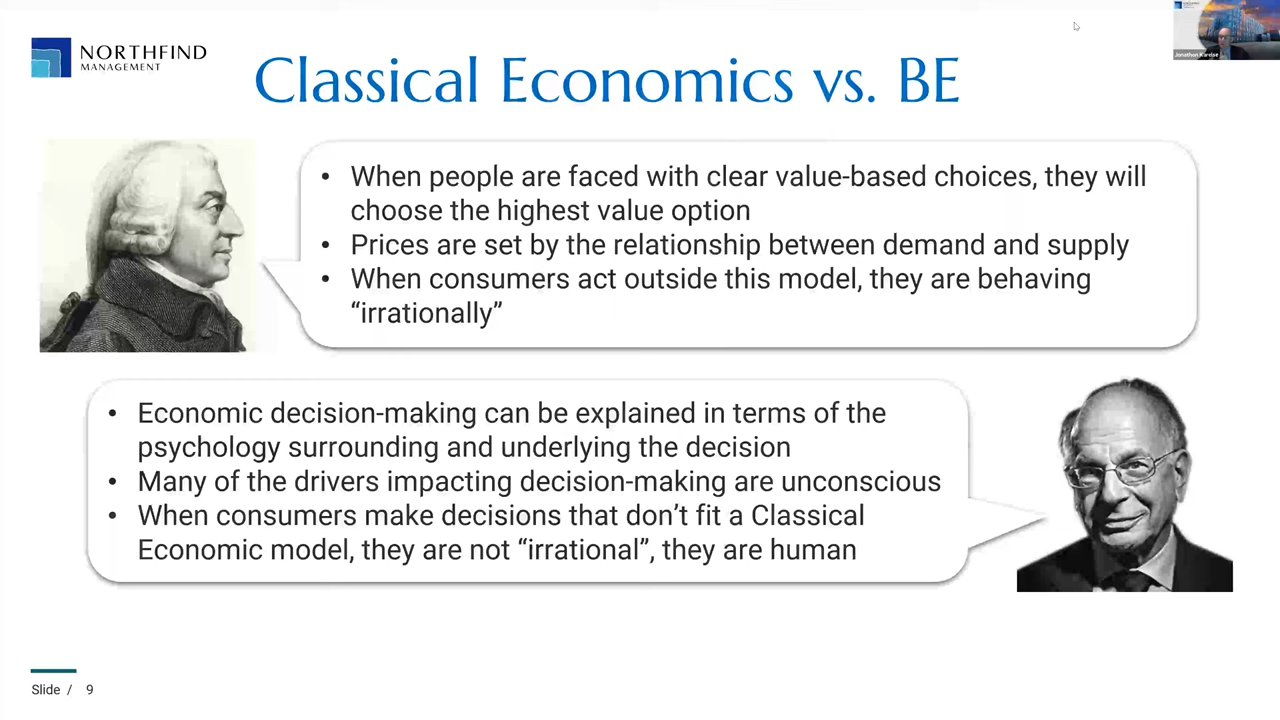 NORTHFIND
MANAGEMENT
Classical Economics vs. BE
• When people are faced with clear value-based choices, they will
choose the highest value option
• Prices are set by the relationship between demand and supply
• When consumers act outside this model, they are behaving
“irrationally”
• Economic decision-making can be explained in terms of the
psychology surrounding and underlying the decision
• Many of the drivers impacting decision-making are unconscious
• When consumers make decisions that don’t fit a Classical
Economic model, they are not “irrational”, they are human
Slide / 9
Jonathon Karelse